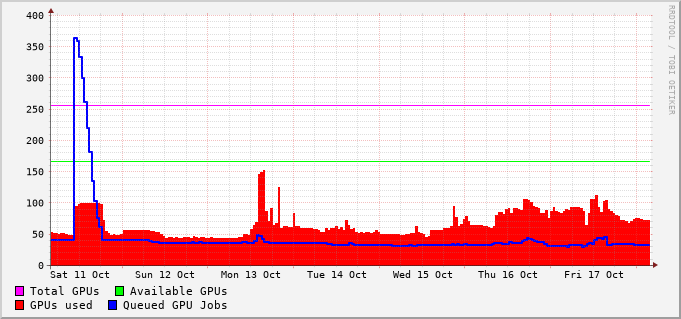 400
350
300
250
200
150
100
50
0
Sat 11 Oct Sun 12 Oct Mon 13 Oct Tue 14 Oct Wed 15 Oct Thu 16 Oct Fri 17 Oct
Total GPUs Available GPUs
GPUs used Queued GPU Jobs
RRDTOOL / TOBI OETIKER